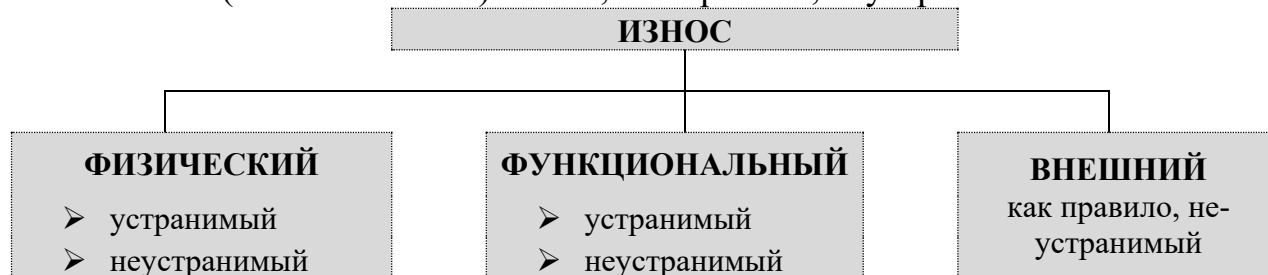 ИЗНОС
ФИЗИЧЕСКИЙ
➢ устранимый
➢ неустранимый
ФУНКЦИОНАЛЬНЫЙ
➢ устранимый
➢ неустранимый
ВНЕШНИЙ
как правило, не-
устранимый